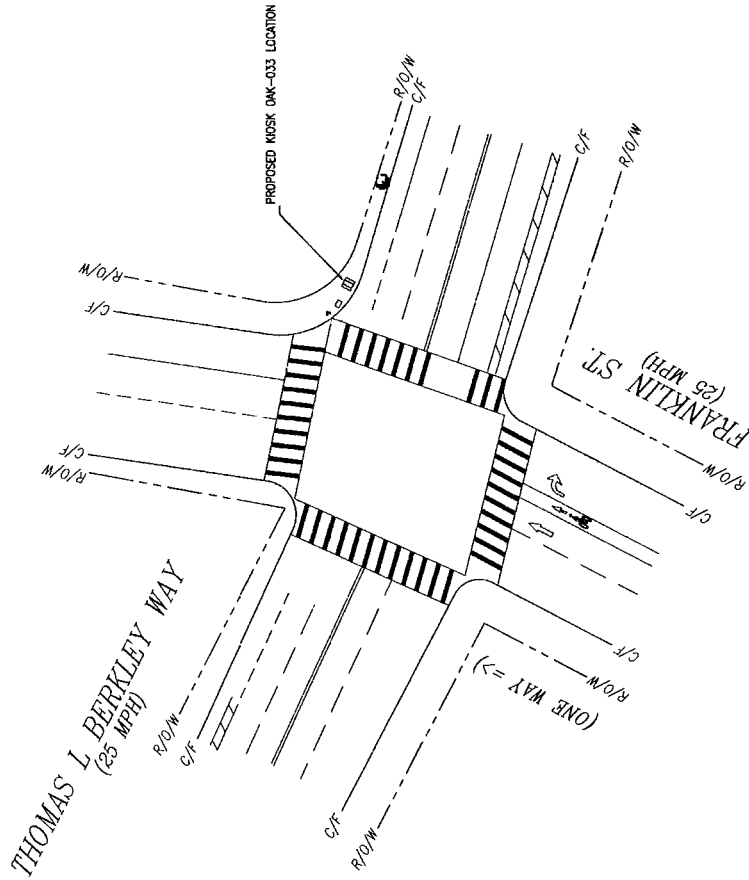 PROPOSED KIOSK OAK-033 LOCATION
R/O/W
C/F
R/O/W
C/F
C/F
R/O/W
C/F
R/O/W
THOMAS L BERKLEY WAY
(25 MPH)
R/O/W
C/F
C/F
R/O/W
FRANKLIN ST.
(25 MPH)
R/O/W
C/F
(ONE WAY =>)
R/O/W
C/F